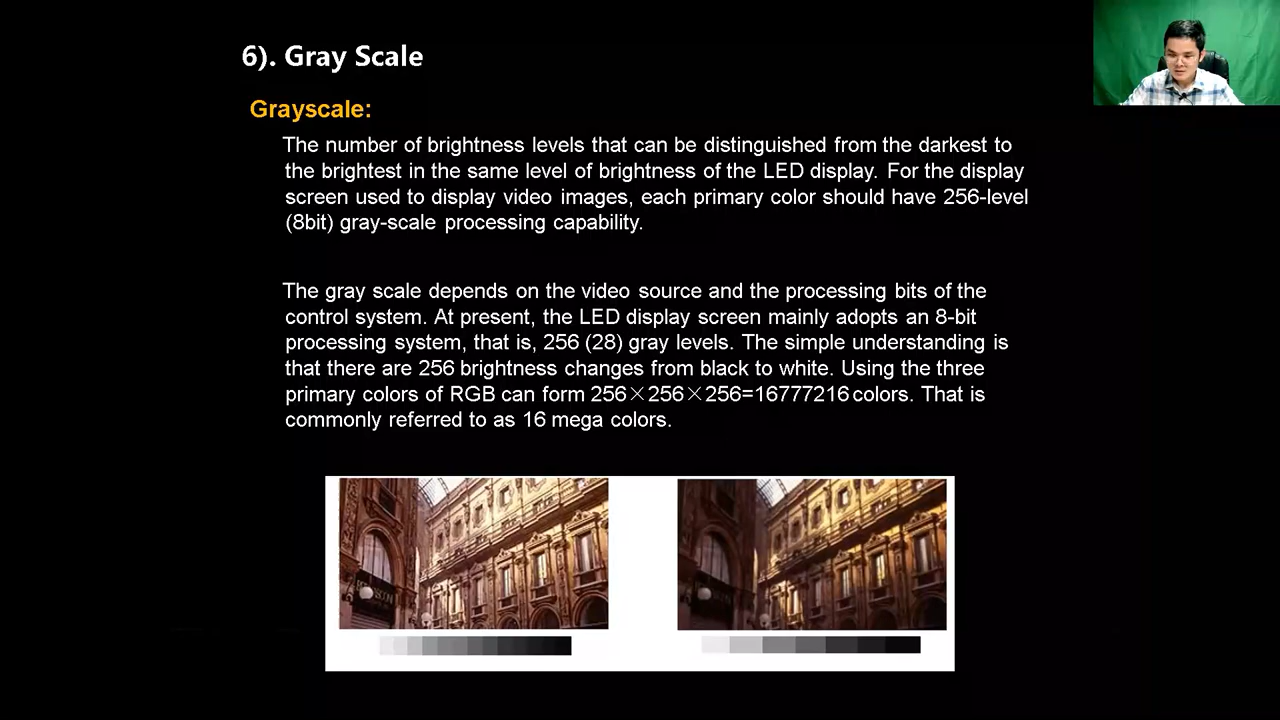 6). Gray Scale
Grayscale:
The number of brightness levels that can be distinguished from the darkest to
the brightest in the same level of brightness of the LED display. For the display
screen used to display video images, each primary color should have 256-level
(8bit) gray-scale processing capability.
The gray scale depends on the video source and the processing bits of the
control system. At present, the LED display screen mainly adopts an 8-bit
processing system, that is, 256 (28) gray levels. The simple understanding is
that there are 256 brightness changes from black to white. Using the three
primary colors of RGB can form 256×256×256=16777216 colors. That is
commonly referred to as 16 mega colors.